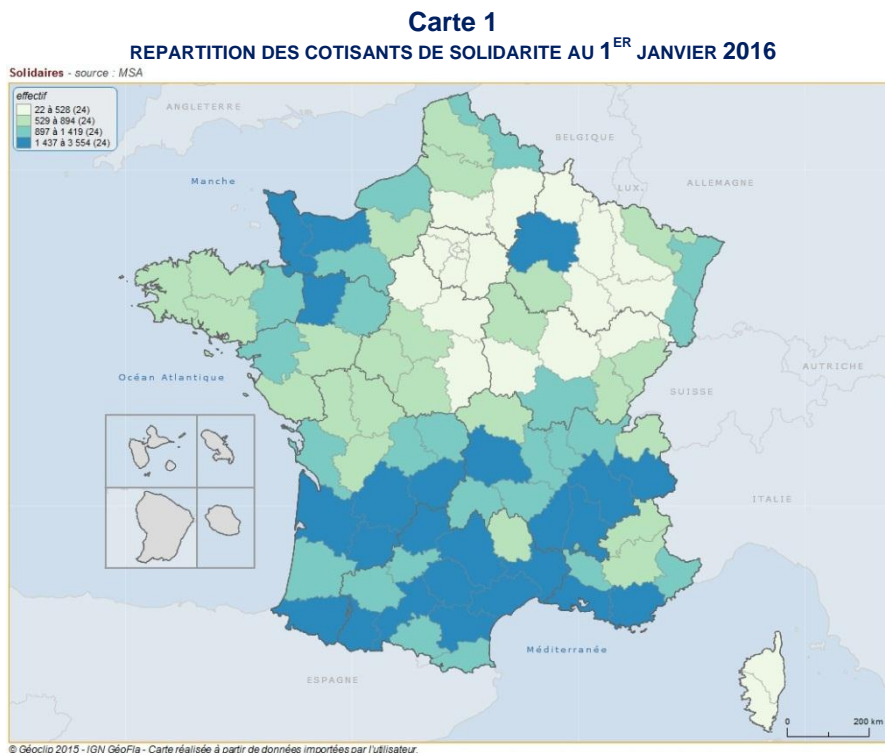 Carte 1
REPARTITION DES COTISANTS DE SOLIDARITE AU 1ER JANVIER 2016
Solidaires - source : MSA
effectif
22 à 528 (24)
529 à 894 (24)
897 à 1 419 (24)
1 437 à 3 554 (24)
ANGLETERRE
BELGIQUE
Manche
LUX.
ALLEMAGNE
Océan Atlantique
AUTRICHE
SUISSE
ITALIE
Méditerranée
ESPAGNE
0 200 km
© Géoclip 2015 - IGN GéoFla - Carte réalisée à partir de données importées par l'utilisateur.